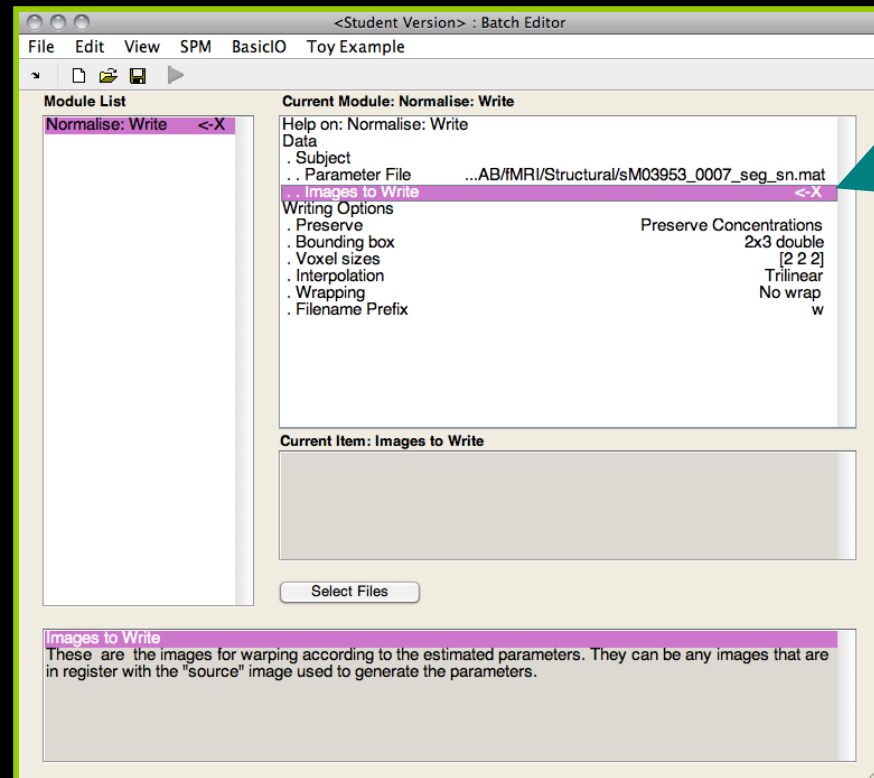 <Student Version> : Batch Editor
File Edit View SPM BasicIO Toy Example
Module List
Normalise: Write <-X
Current Module: Normalise: Write
Help on: Normalise: Write
Data
. Subject
. . Parameter File ...AB/fMRI/Structural/sM03953_0007_seg_sn.mat
. . Images to Write <-X
Writing Options
. Preserve Preserve Concentrations
. Bounding box 2x3 double
. Voxel sizes [2 2 2]
. Interpolation Trilinear
. Wrapping No wrap
. Filename Prefix w
Current Item: Images to Write
Select Files
Images to Write
These are the images for warping according to the estimated parameters. They can be any images that are
in register with the "source" image used to generate the parameters.